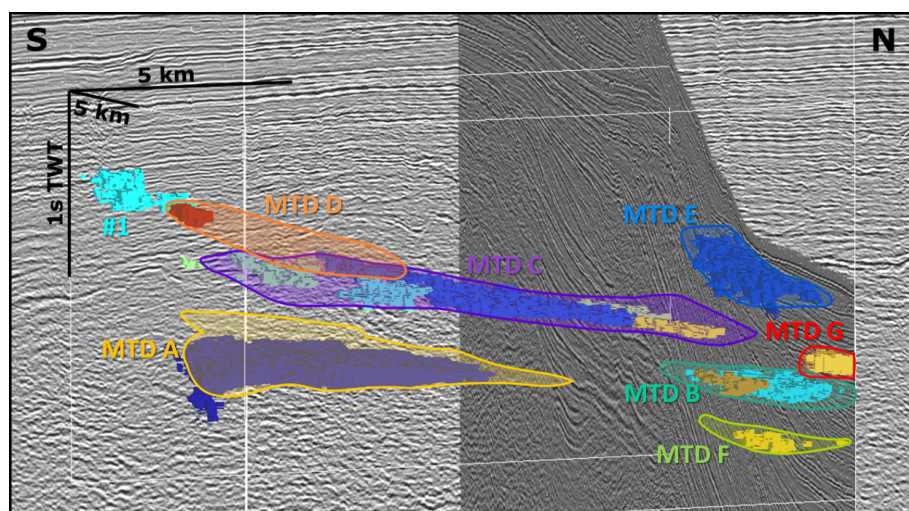 S
N
5 km
5 km
1s TWT
#1
MTD D
MTD E
MTD C
MTD G
MTD A
MTD B
MTD F